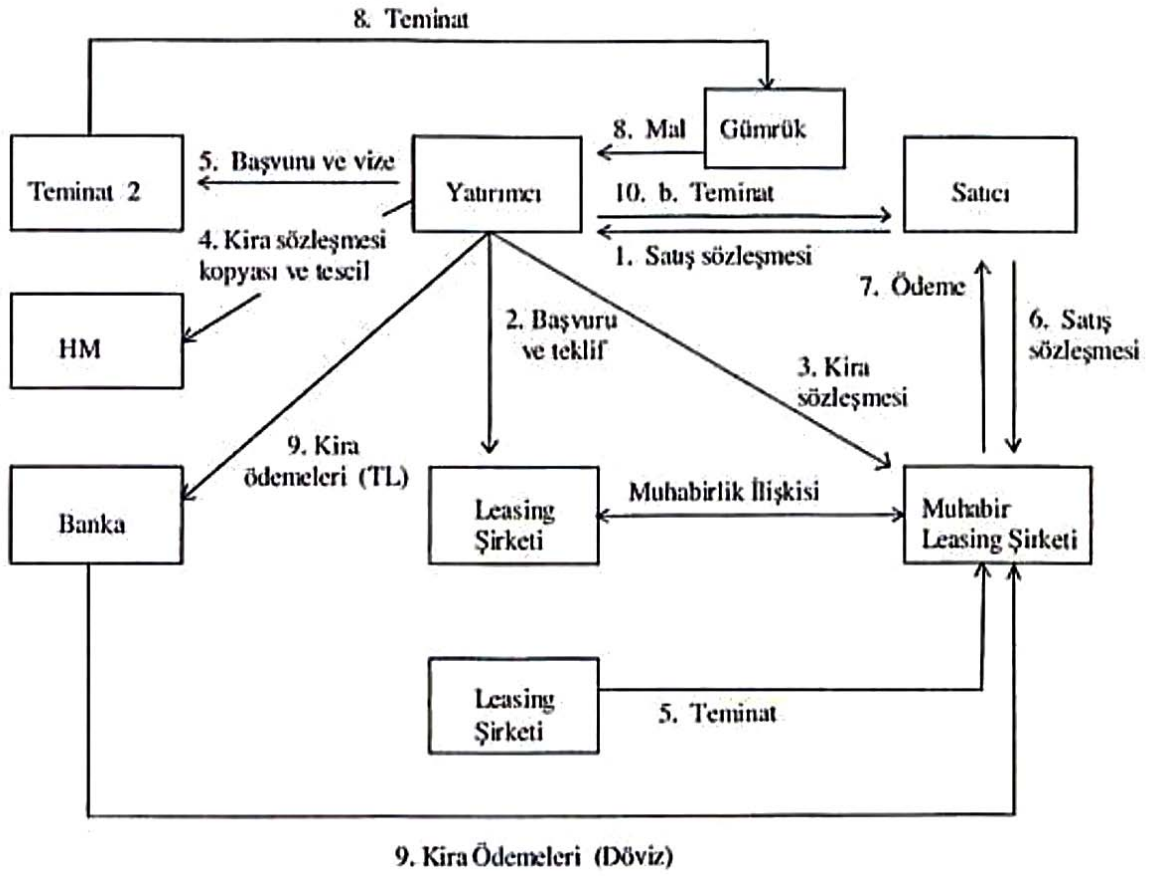 8. Teminat
8. Mal
Gümrük
5. Başvuru ve vize
Teminat 2
Yatırımcı
10. b. Teminat
Satıcı
4. Kira sözleşmesi
kopyası ve tescil
1. Satış sözleşmesi
7. Ödeme
HM
2. Başvuru
ve teklif
6. Satış
sözleşmesi
3. Kira
sözleşmesi
9. Kira
ödemeleri (TL)
Banka
Leasing
Şirketi
Muhabirlik İlişkisi
Muhabir
Leasing Şirketi
Leasing
Şirketi
5. Teminat
9. Kira Ödemeleri (Döviz)